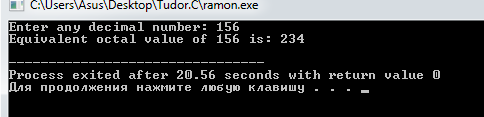 C:\Users\Asus\Desktop\Tudor.C\ramon.exe
Enter any decimal number: 156
Equivalent octal value of 156 is: 234
--------------------------------
Process exited after 20.56 seconds with return value 0
Для продолжения нажмите любую клавишу . . . _